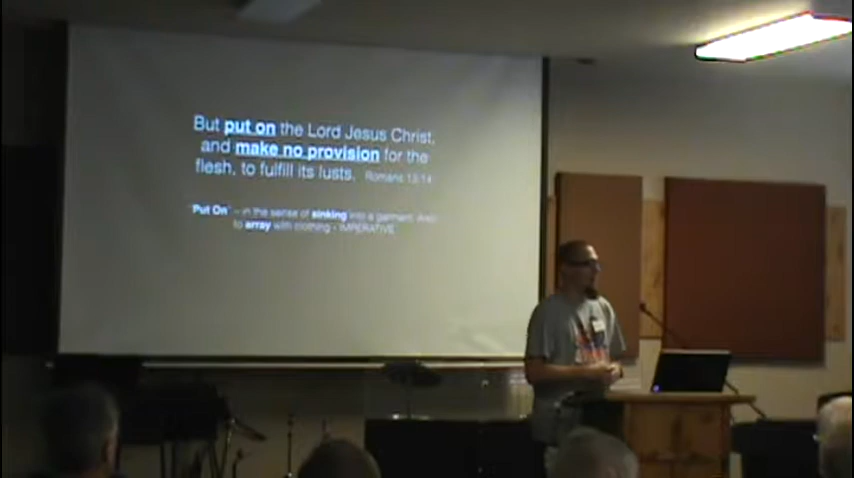 But put on the Lord Jesus Christ,
and make no provision for the
flesh, to fulfill its lusts. Romans 13:14
"Put On" – in the sense of sinking into a garment. And
to array with clothing - IMPERATIVE